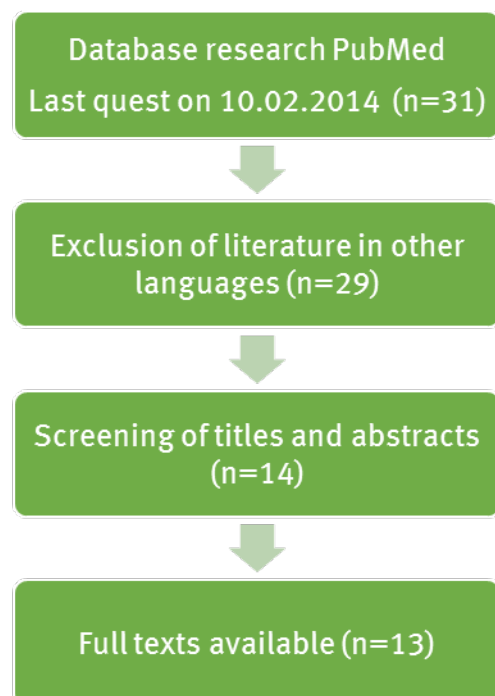 Database research PubMed
Last quest on 10.02.2014 (n=31)
Exclusion of literature in other
languages (n=29)
Screening of titles and abstracts
(n=14)
Full texts available (n=13)